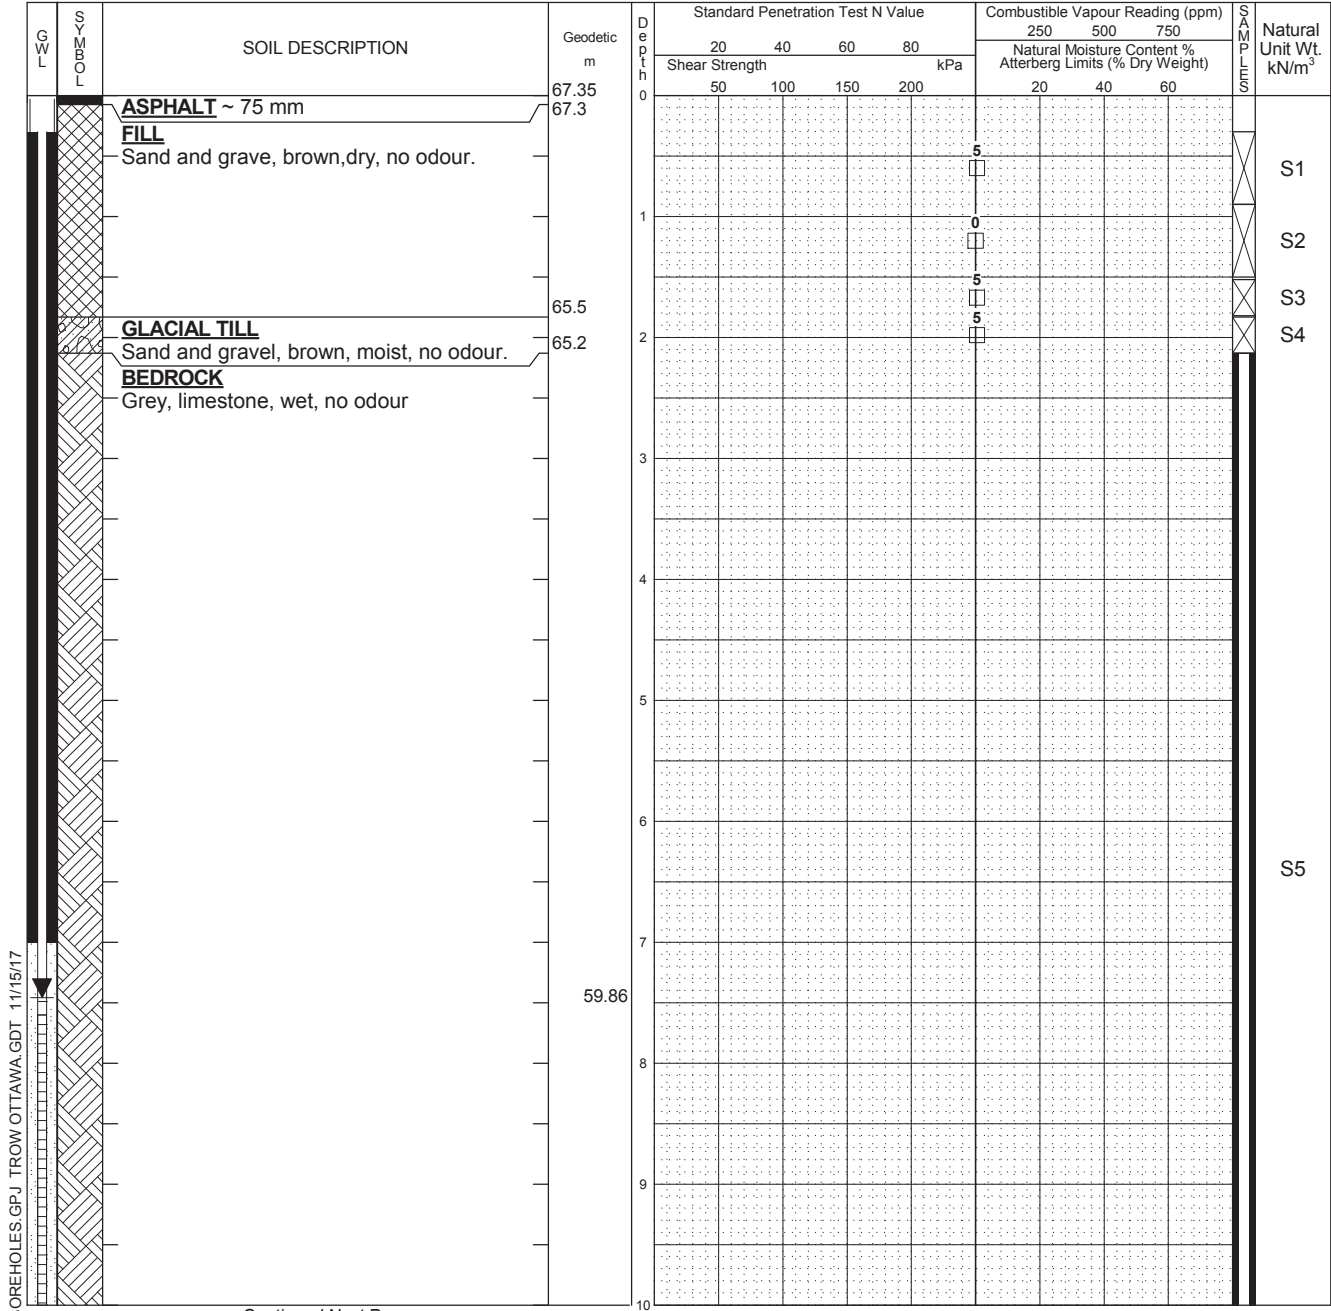 GWL
SYMBOL
SOIL DESCRIPTION
Geodetic
m
Depth
Standard Penetration Test N Value
20 40 60 80
Shear Strength kPa
50 100 150 200
Combustible Vapour Reading (ppm)
250 500 750
Natural Moisture Content %
Atterberg Limits (% Dry Weight)
20 40 60
SAMPLES
Natural
Unit Wt.
kN/m³
67.35
0
ASPHALT ~ 75 mm
67.3
FILL
Sand and grave, brown,dry, no odour.
5
S1
1
0
S2
5
S3
65.5
GLACIAL TILL
5
S4
Sand and gravel, brown, moist, no odour.
65.2
2
BEDROCK
Grey, limestone, wet, no odour
3
4
5
6
S5
7
59.86
8
9
10
OREHOLES.GPJ TROW OTTAWA.GDT 11/15/17